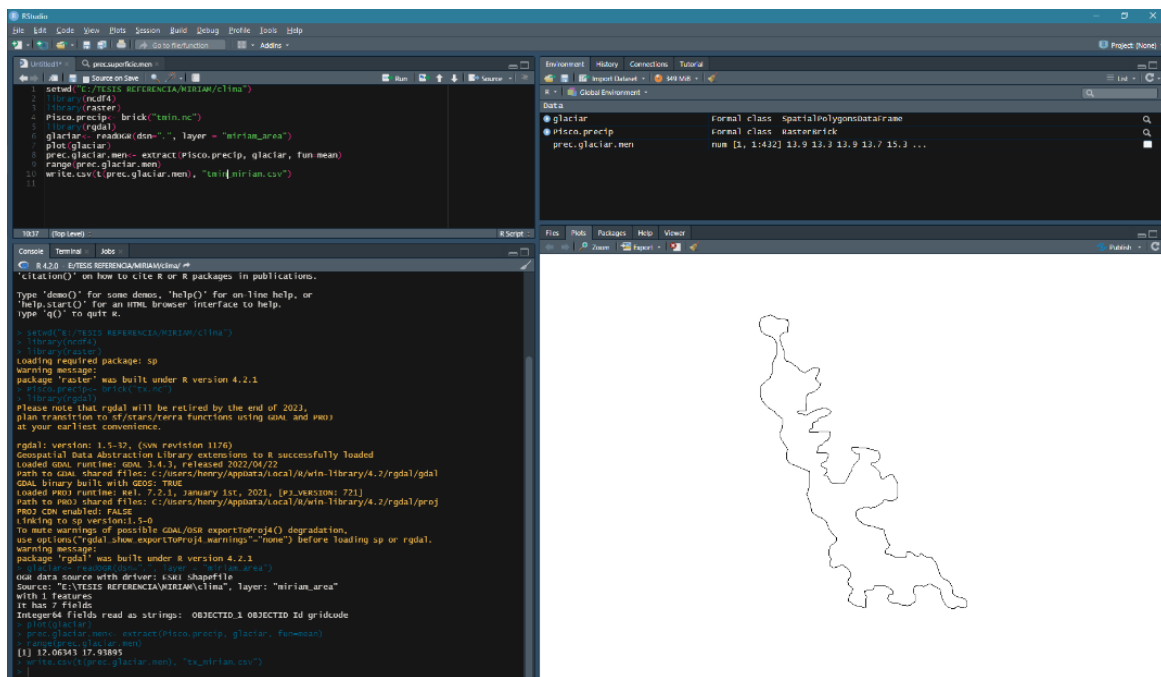 RStudio
File Edit Code View Plots Session Build Debug Profile Tools Help
Go to file/function Addins
Project: (None)
Untitled1* prec.superficie.men
Source on Save Run Source
1 setwd("E:/TESIS REFERENCIA/MIRIAM/clima")
2 library(ncdf4)
3 library(raster)
4 Pisco.precip<- brick("tmin.nc")
5 library(rgdal)
6 glaciar<- readOGR(dsn=".", layer = "miriam_area")
7 plot(glaciar)
8 prec.glaciar.men<- extract(Pisco.precip, glaciar, fun=mean)
9 range(prec.glaciar.men)
10 write.csv(t(prec.glaciar.men), "tmin_miriam.csv")
11
10:37 (Top Level) R Script
Console Terminal Jobs
R 4.2.0 · E:/TESIS REFERENCIA/MIRIAM/clima/
'citation()' on how to cite R or R packages in publications.
Type 'demo()' for some demos, 'help()' for on-line help, or
'help.start()' for an HTML browser interface to help.
Type 'q()' to quit R.
> setwd("E:/TESIS REFERENCIA/MIRIAM/clima")
> library(ncdf4)
> library(raster)
Loading required package: sp
Warning message:
package 'raster' was built under R version 4.2.1
> Pisco.precip<- brick("tx.nc")
> library(rgdal)
Please note that rgdal will be retired by the end of 2023,
plan transition to sf/stars/terra functions using GDAL and PROJ
at your earliest convenience.
rgdal: version: 1.5-32, (SVN revision 1176)
Geospatial Data Abstraction Library extensions to R successfully loaded
Loaded GDAL runtime: GDAL 3.4.3, released 2022/04/22
Path to GDAL shared files: C:/Users/henry/AppData/Local/R/win-library/4.2/rgdal/gdal
GDAL binary built with GEOS: TRUE
Loaded PROJ runtime: Rel. 7.2.1, January 1st, 2021, [PJ_VERSION: 721]
Path to PROJ shared files: C:/Users/henry/AppData/Local/R/win-library/4.2/rgdal/proj
PROJ CDN enabled: FALSE
Linking to sp version:1.5-0
To mute warnings of possible GDAL/OSR exportToProj4() degradation,
use options("rgdal_show_exportToProj4_warnings"="none") before loading sp or rgdal.
Warning message:
package 'rgdal' was built under R version 4.2.1
> glaciar<- readOGR(dsn=".", layer = "miriam_area")
OGR data source with driver: ESRI Shapefile
Source: "E:\TESIS REFERENCIA\MIRIAM\clima", layer: "miriam_area"
with 1 features
It has 7 fields
Integer64 fields read as strings:  OBJECTID_1 OBJECTID Id gridcode
> plot(glaciar)
> prec.glaciar.men<- extract(Pisco.precip, glaciar, fun=mean)
> range(prec.glaciar.men)
[1] 12.06343 17.93895
> write.csv(t(prec.glaciar.men), "tx_miriam.csv")
>
Environment History Connections Tutorial
Import Dataset 349 MiB List
R Global Environment
Data
glaciar Formal class SpatialPolygonsDataFrame
Pisco.precip Formal class RasterBrick
prec.glaciar.men num [1, 1:432] 13.9 13.3 13.9 13.7 15.3 ...
Files Plots Packages Help Viewer
Zoom Export Publish